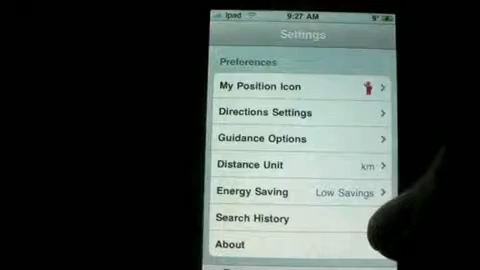 Ipad 9:27 AM
Settings
Preferences
My Position Icon
Directions Settings
Guidance Options
Distance Unit km
Energy Saving Low Savings
Search History
About